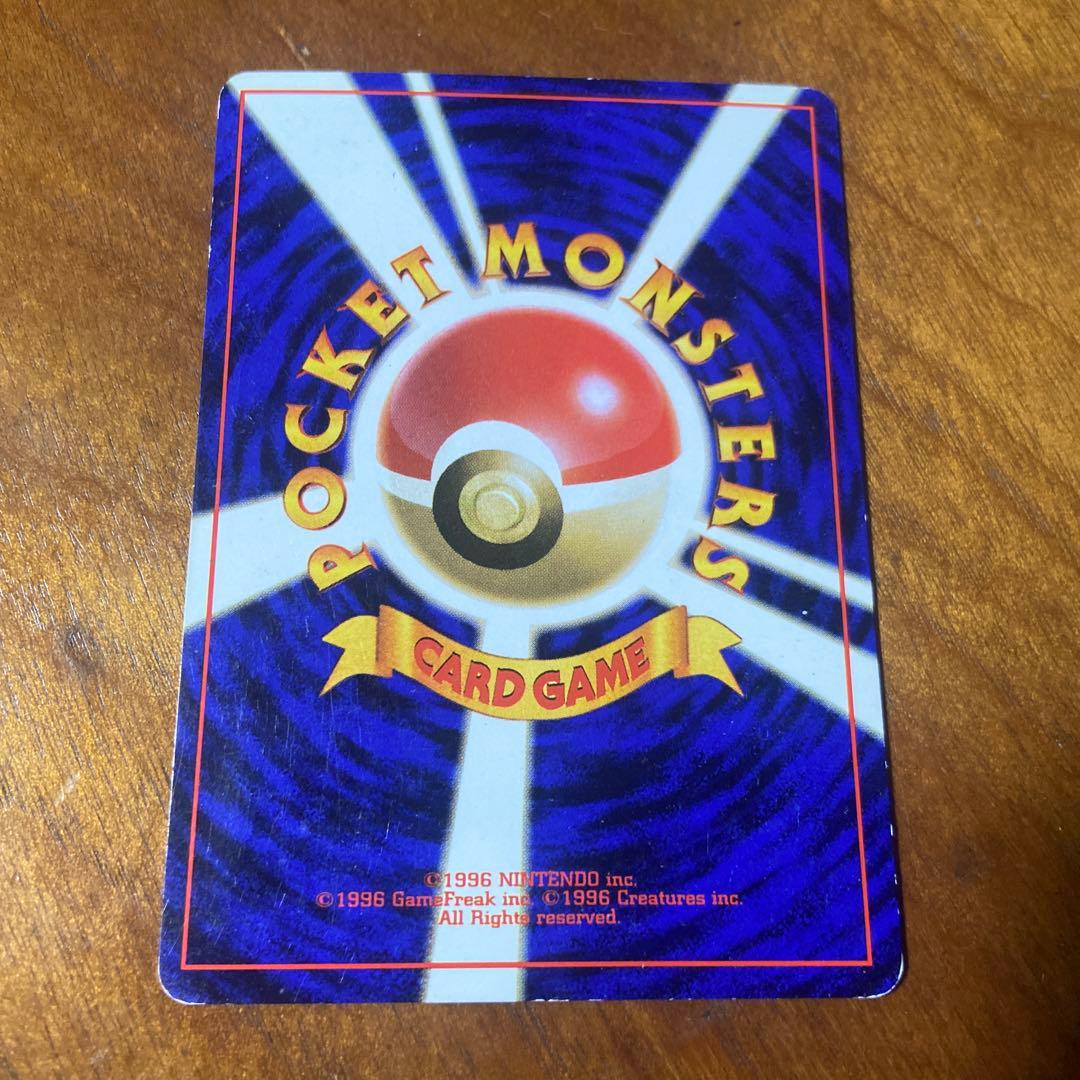 POCKET MONSTERS
CARD GAME
©1996 NINTENDO inc.
©1996 GameFreak inc. ©1996 Creatures inc.
All Rights reserved.